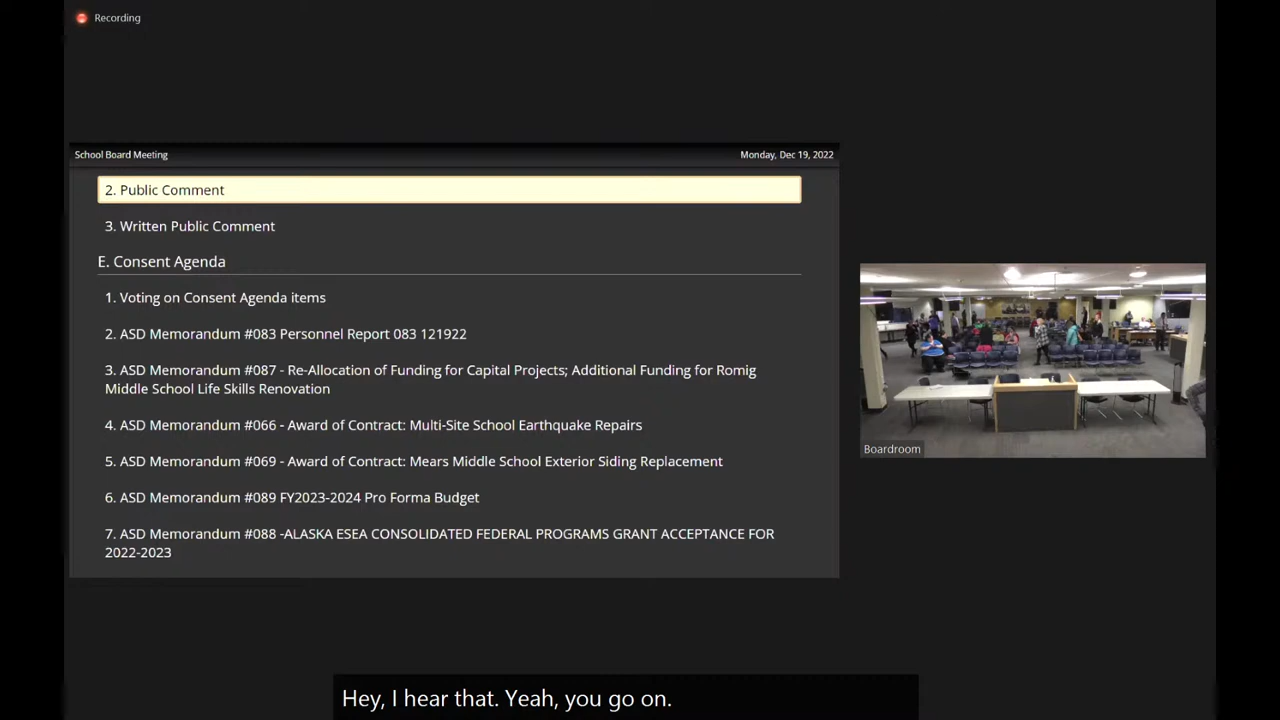 Recording
School Board Meeting
Monday, Dec 19, 2022
2. Public Comment
3. Written Public Comment
E. Consent Agenda
1. Voting on Consent Agenda items
2. ASD Memorandum #083 Personnel Report 083 121922
3. ASD Memorandum #087 - Re-Allocation of Funding for Capital Projects; Additional Funding for Romig
Middle School Life Skills Renovation
4. ASD Memorandum #066 - Award of Contract: Multi-Site School Earthquake Repairs
5. ASD Memorandum #069 - Award of Contract: Mears Middle School Exterior Siding Replacement
6. ASD Memorandum #089 FY2023-2024 Pro Forma Budget
7. ASD Memorandum #088 -ALASKA ESEA CONSOLIDATED FEDERAL PROGRAMS GRANT ACCEPTANCE FOR
2022-2023
Boardroom
Hey, I hear that. Yeah, you go on.